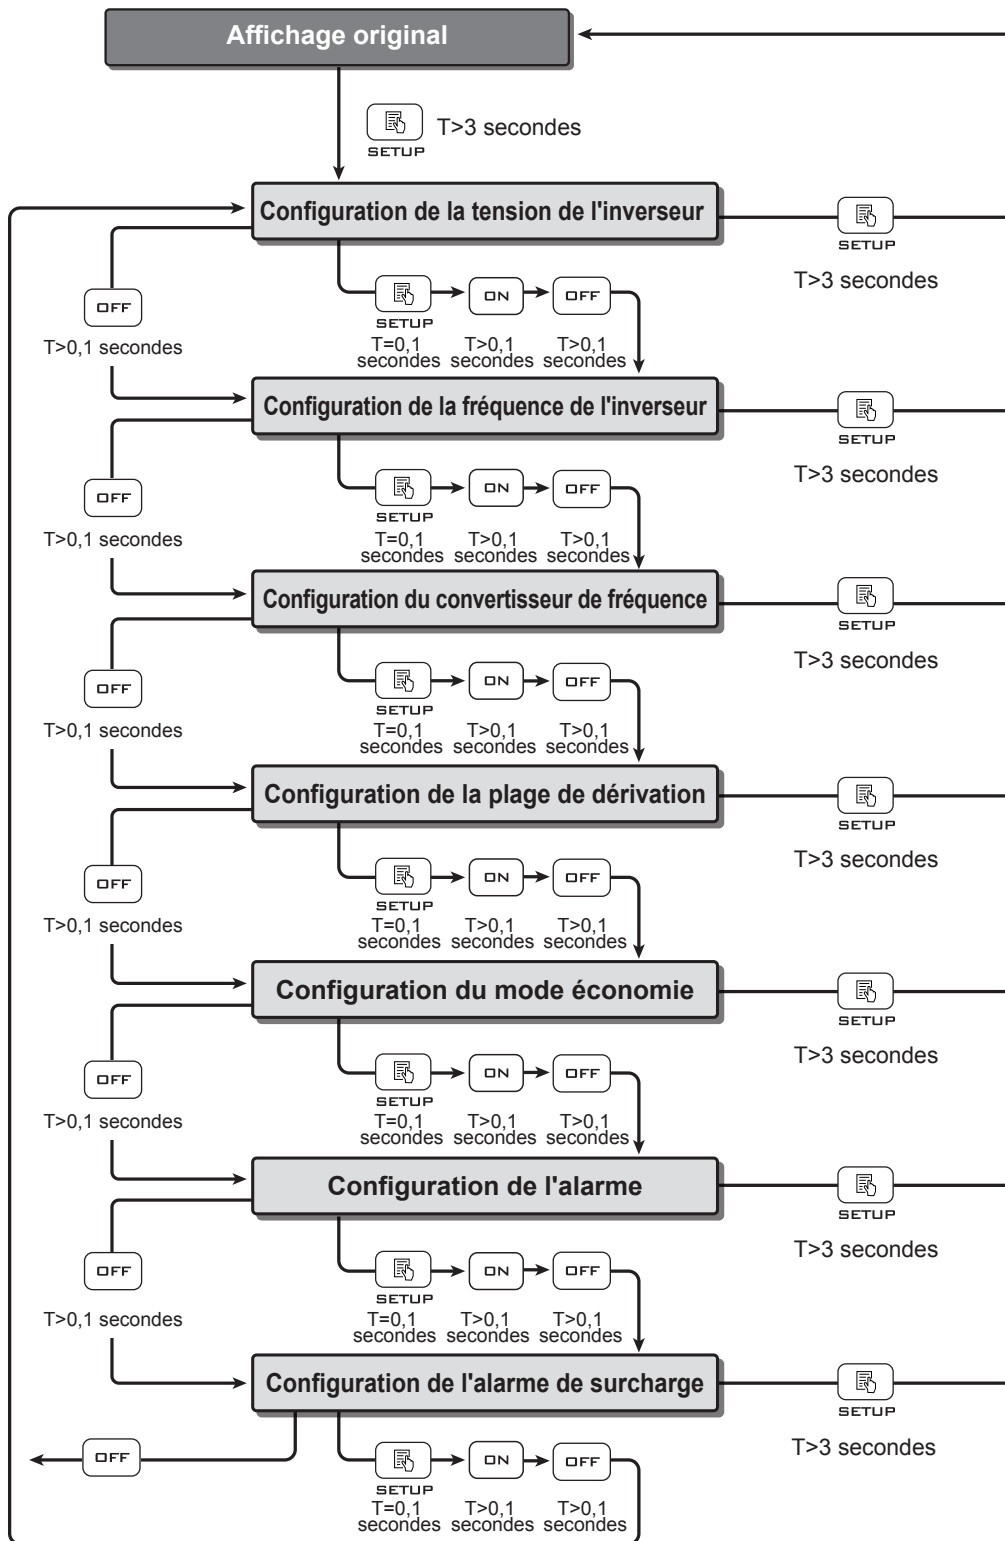 Affichage original
T>3 secondes
SETUP
Configuration de la tension de l'inverseur
SETUP
T>3 secondes
OFF
ON
OFF
SETUP
T>0,1 secondes
T=0,1 secondes
T>0,1 secondes
T>0,1 secondes
Configuration de la fréquence de l'inverseur
SETUP
T>3 secondes
OFF
ON
OFF
SETUP
T>0,1 secondes
T=0,1 secondes
T>0,1 secondes
T>0,1 secondes
Configuration du convertisseur de fréquence
SETUP
T>3 secondes
OFF
ON
OFF
SETUP
T>0,1 secondes
T=0,1 secondes
T>0,1 secondes
T>0,1 secondes
Configuration de la plage de dérivation
SETUP
T>3 secondes
OFF
ON
OFF
SETUP
T>0,1 secondes
T=0,1 secondes
T>0,1 secondes
T>0,1 secondes
Configuration du mode économie
SETUP
T>3 secondes
OFF
ON
OFF
SETUP
T>0,1 secondes
T=0,1 secondes
T>0,1 secondes
T>0,1 secondes
Configuration de l'alarme
SETUP
T>3 secondes
OFF
ON
OFF
SETUP
T>0,1 secondes
T=0,1 secondes
T>0,1 secondes
T>0,1 secondes
Configuration de l'alarme de surcharge
SETUP
T>3 secondes
OFF
ON
OFF
SETUP
T=0,1 secondes
T>0,1 secondes
T>0,1 secondes